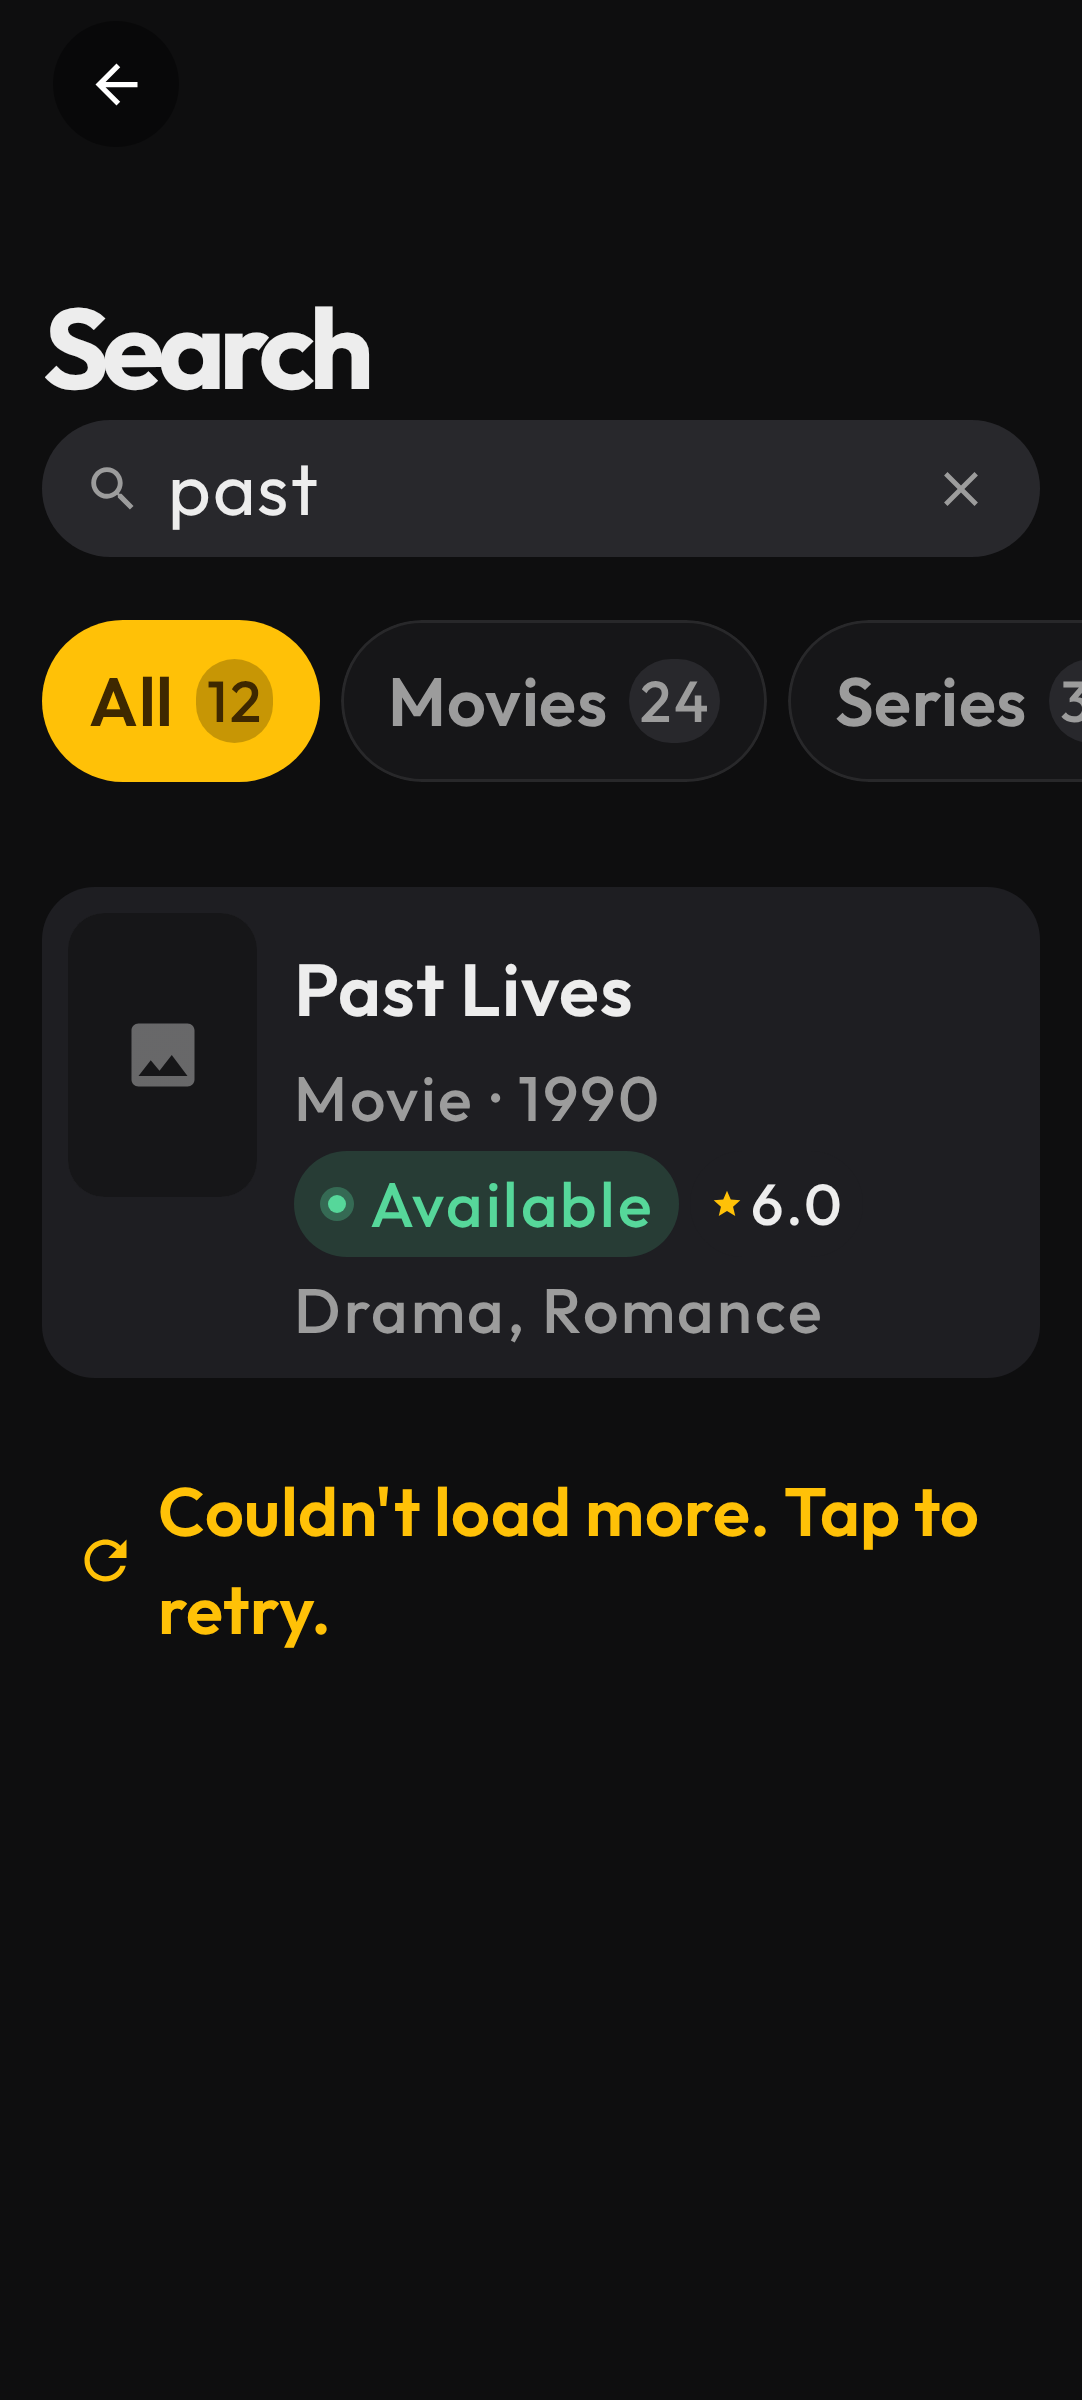 Search
past
All 12 Movies 24 Series
Past Lives
Movie · 1990
Available 6.0
Drama, Romance
Couldn't load more. Tap to
retry.